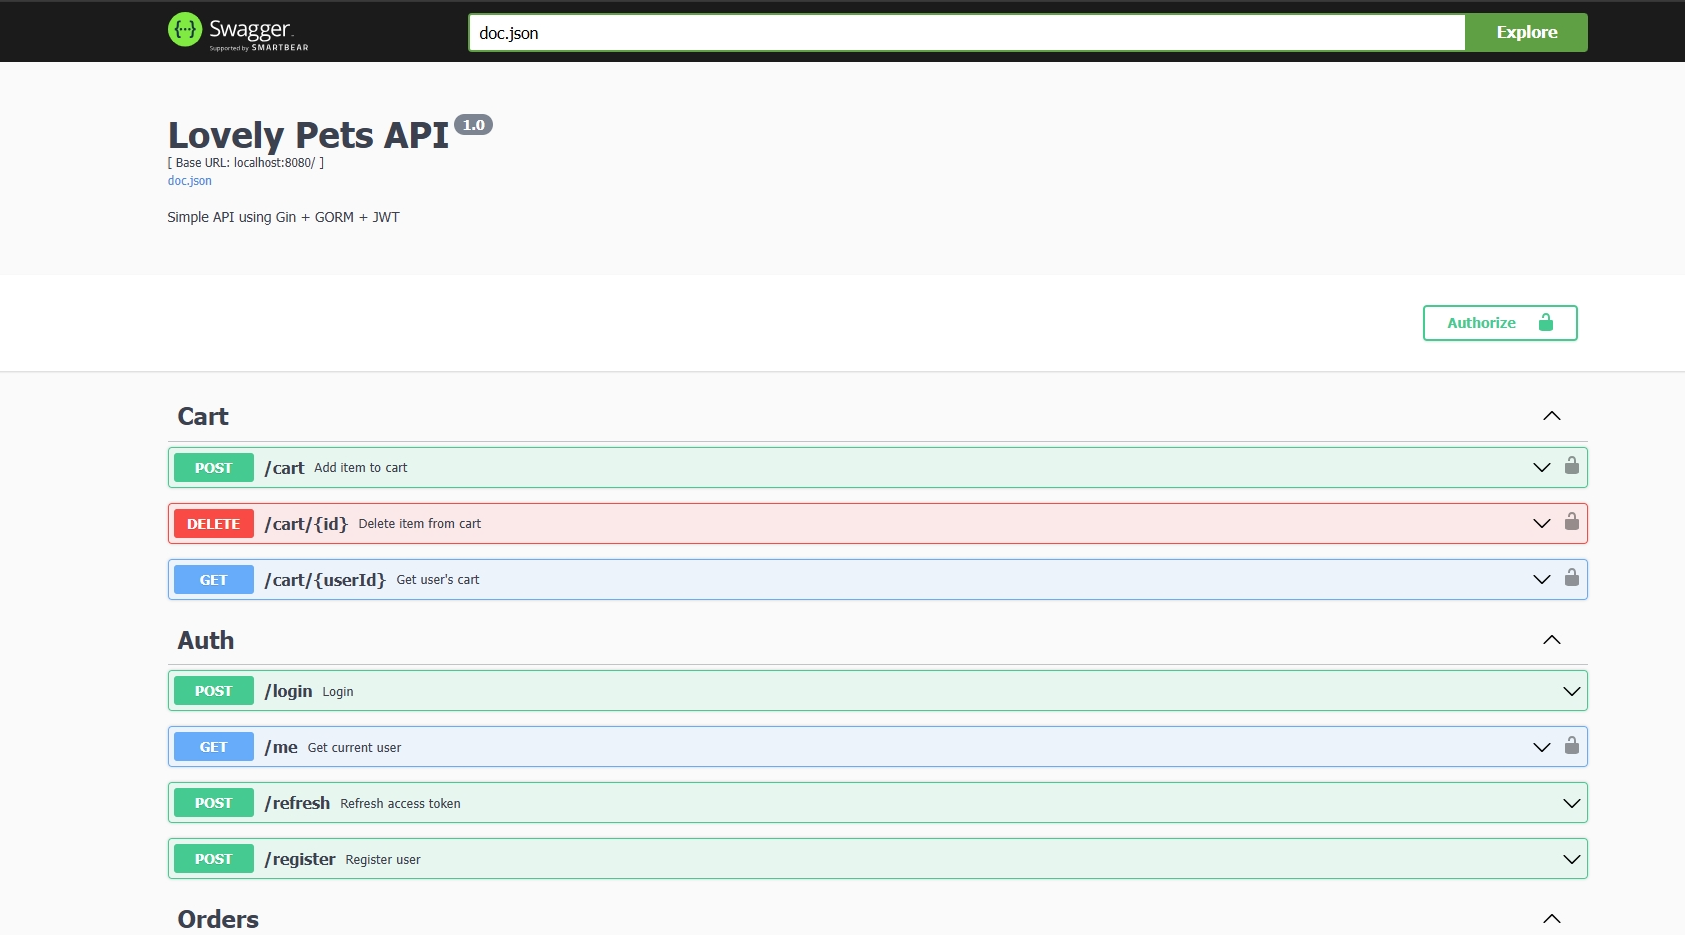 {...} Swagger.
Supported by SMARTBEAR
doc.json
Explore
Lovely Pets API 1.0
[ Base URL: localhost:8080/ ]
doc.json
Simple API using Gin + GORM + JWT
Authorize
Cart
POST /cart Add item to cart
DELETE /cart/{id} Delete item from cart
GET /cart/{userId} Get user's cart
Auth
POST /login Login
GET /me Get current user
POST /refresh Refresh access token
POST /register Register user
Orders